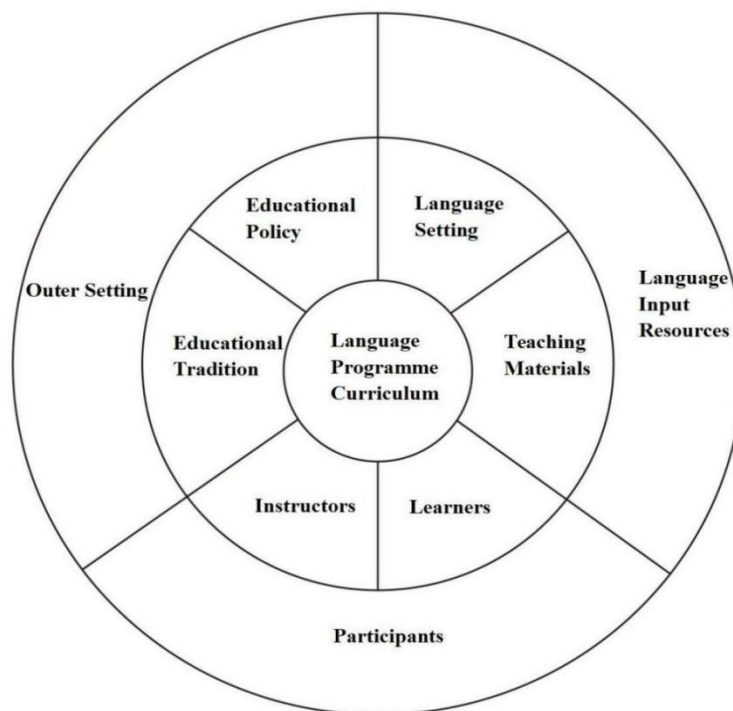 Educational
Policy
Language
Setting
Outer Setting
Language
Input
Resources
Educational
Tradition
Language
Programme
Curriculum
Teaching
Materials
Instructors
Learners
Participants